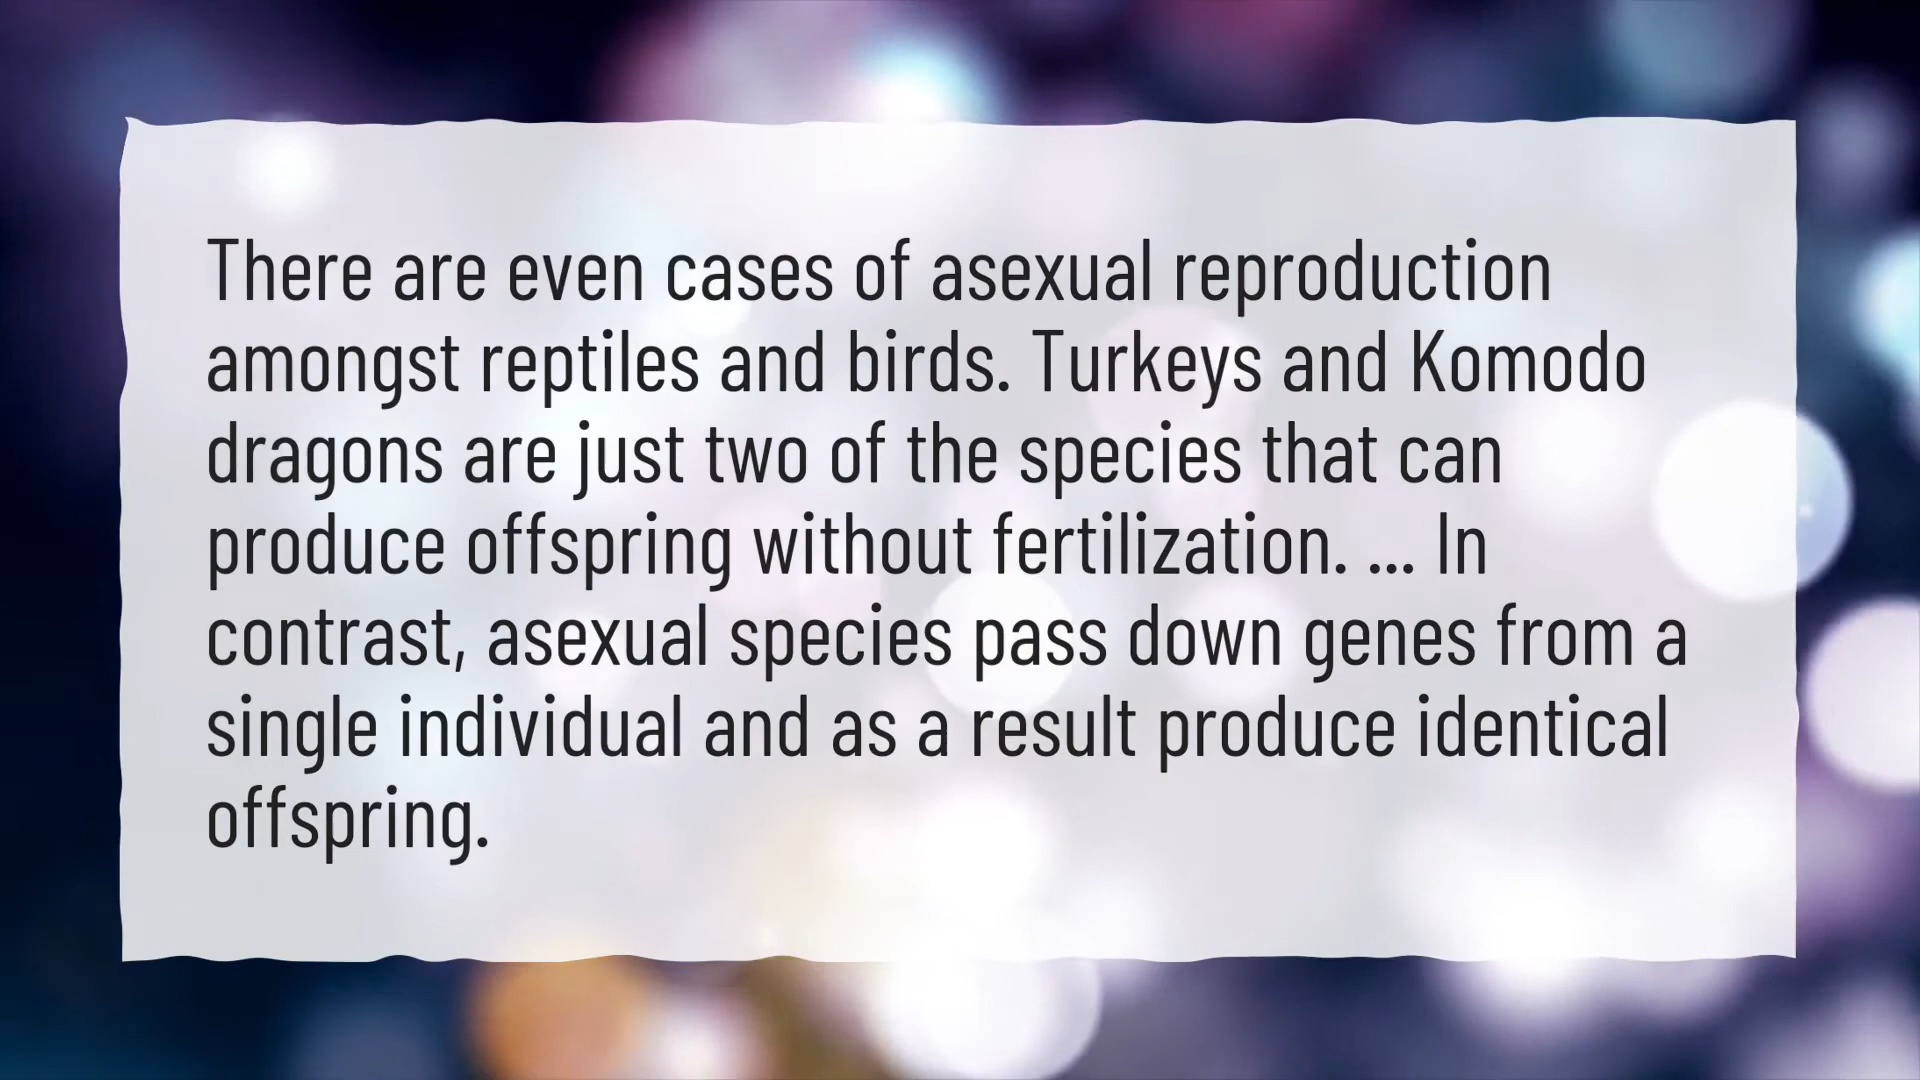 There are even cases of asexual reproduction
amongst reptiles and birds. Turkeys and Komodo
dragons are just two of the species that can
produce offspring without fertilization. ... In
contrast, asexual species pass down genes from a
single individual and as a result produce identical
offspring.